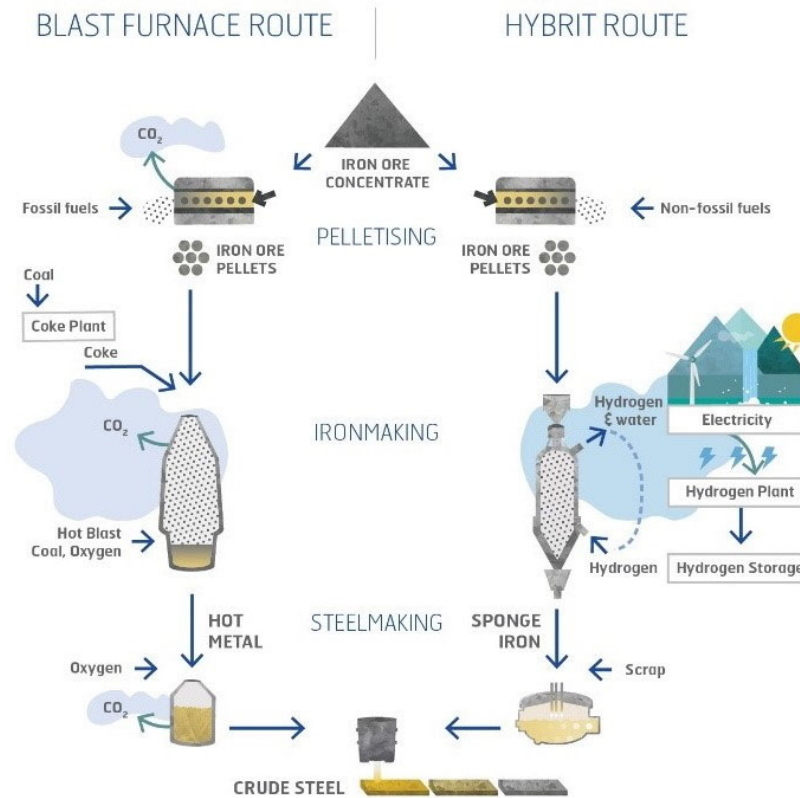 BLAST FURNACE ROUTE
HYBRIT ROUTE
CO₂
IRON ORE
CONCENTRATE
Fossil fuels
Non-fossil fuels
PELLETISING
IRON ORE
PELLETS
IRON ORE
PELLETS
Coal
Coke Plant
Coke
CO₂
IRONMAKING
Hydrogen
& water
Electricity
Hydrogen Plant
Hot Blast
Coal, Oxygen
Hydrogen
Hydrogen Storage
HOT
METAL
STEELMAKING
SPONGE
IRON
Oxygen
Scrap
CO₂
CRUDE STEEL